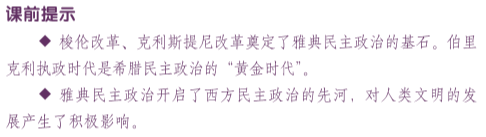 课前提示
◆ 梭伦改革、克利斯提尼改革奠定了雅典民主政治的基石。伯里
克利执政时代是希腊民主政治的“黄金时代”。
◆ 雅典民主政治开启了西方民主政治的先河，对人类文明的发
展产生了积极影响。